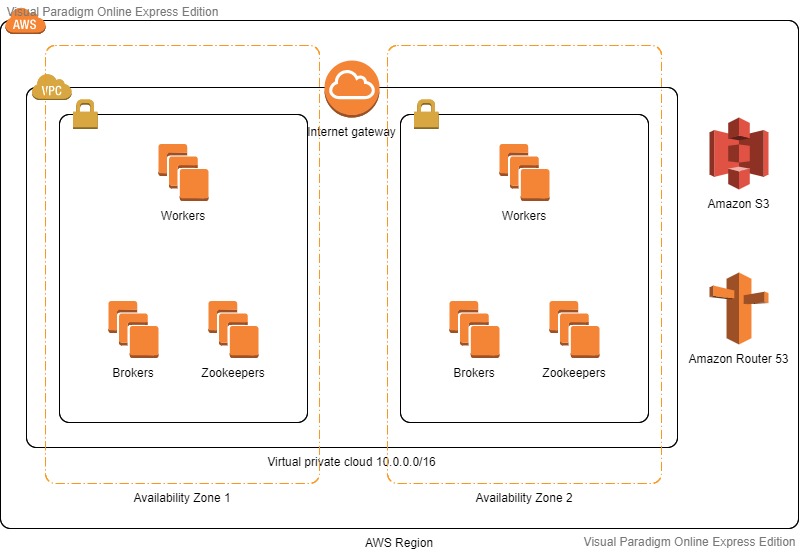 Visual Paradigm Online Express Edition
AWS
VPC
Internet gateway
Workers
Workers
Amazon S3
Brokers
Zookeepers
Brokers
Zookeepers
Amazon Router 53
Virtual private cloud 10.0.0.0/16
Availability Zone 1
Availability Zone 2
AWS Region
Visual Paradigm Online Express Edition